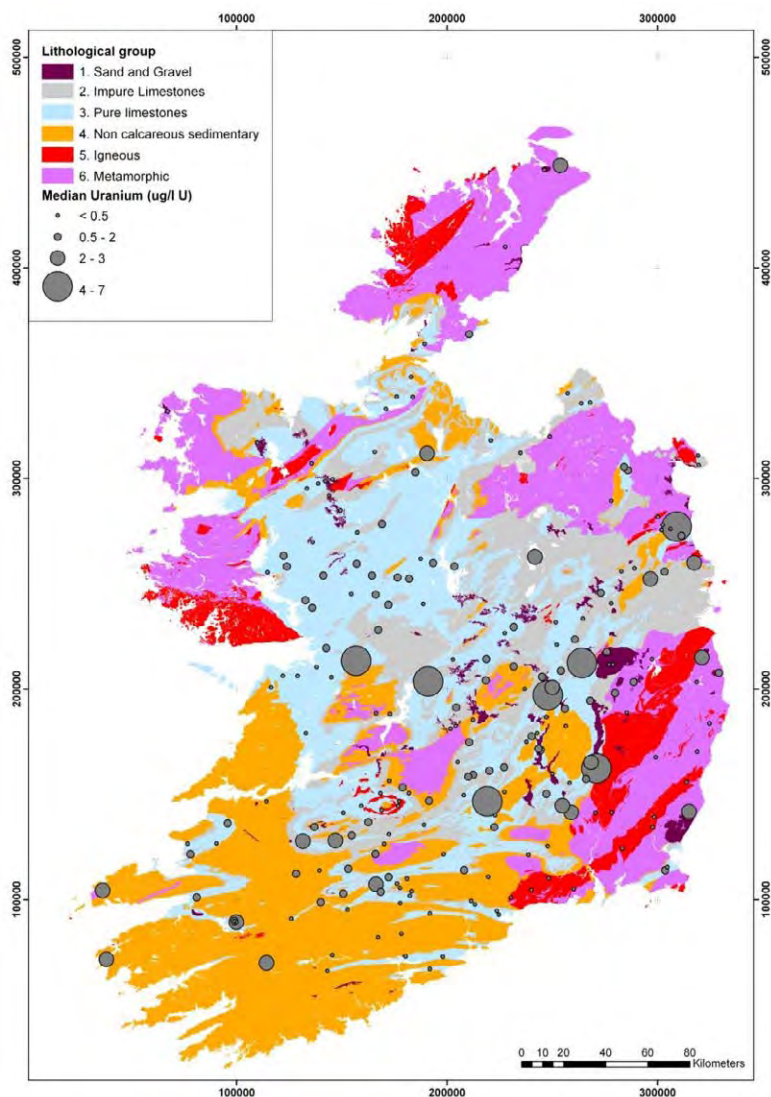 100000 200000 300000
500000 500000
Lithological group
1. Sand and Gravel
2. Impure Limestones
3. Pure limestones
4. Non calcareous sedimentary
5. Igneous
6. Metamorphic
Median Uranium (ug/l U)
< 0.5
0.5 - 2
2 - 3
4 - 7
400000 400000
300000 300000
200000 200000
100000 100000
0 10 20 40 60 80
Kilometers
100000 200000 300000